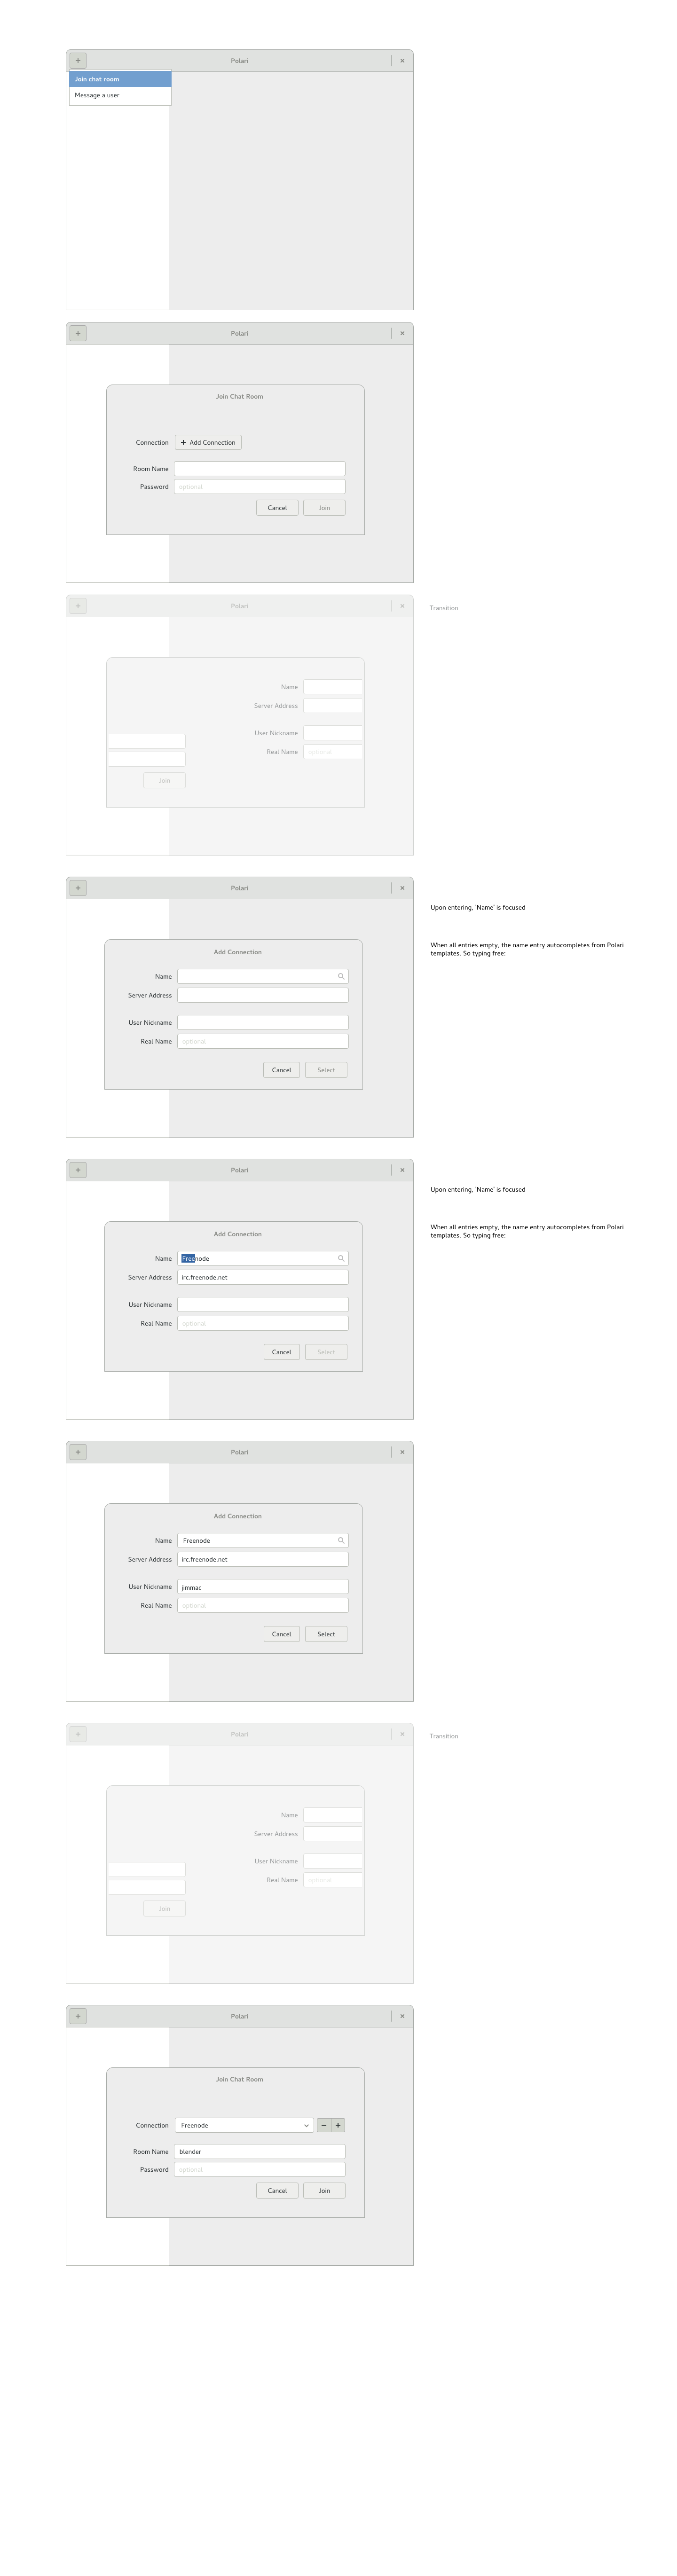 + Polari ×
Join chat room
Message a user
+ Polari ×
Join Chat Room
Connection + Add Connection
Room Name
Password optional
Cancel Join
+ Polari × Transition
Name
Server Address
User Nickname
Real Name optional
Join
+ Polari ×
Upon entering, 'Name' is focused
When all entries empty, the name entry autocompletes from Polari
templates. So typing free:
Add Connection
Name
Server Address
User Nickname
Real Name optional
Cancel Select
+ Polari ×
Upon entering, 'Name' is focused
When all entries empty, the name entry autocompletes from Polari
templates. So typing free:
Add Connection
Name Freenode
Server Address irc.freenode.net
User Nickname
Real Name optional
Cancel Select
+ Polari ×
Add Connection
Name Freenode
Server Address irc.freenode.net
User Nickname jimmac
Real Name optional
Cancel Select
+ Polari × Transition
Name
Server Address
User Nickname
Real Name optional
Join
+ Polari ×
Join Chat Room
Connection Freenode − +
Room Name blender
Password optional
Cancel Join